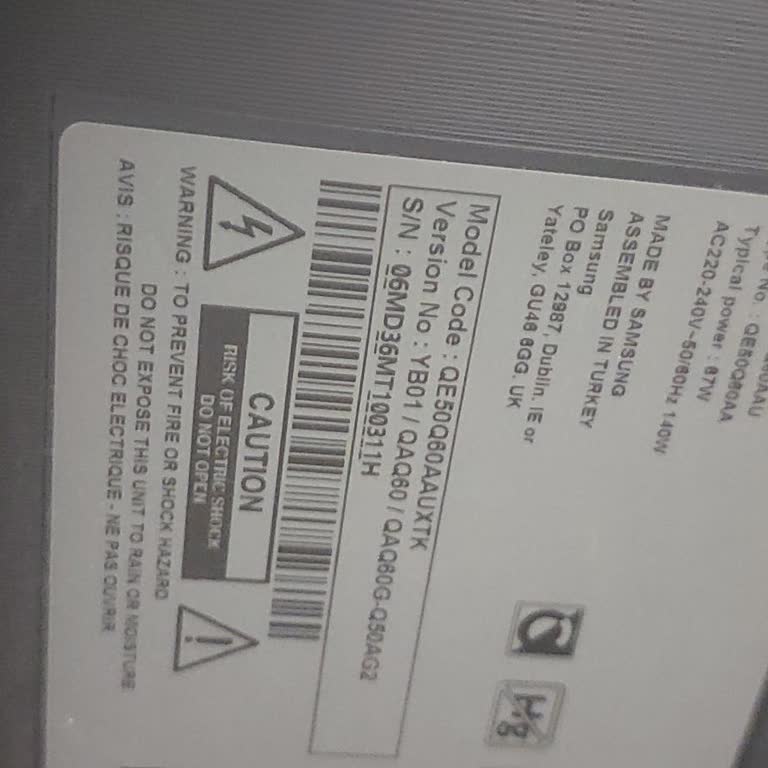 Typical power : 87W
AC220-240V~50/60Hz 140W
MADE BY SAMSUNG
ASSEMBLED IN TURKEY
Samsung
PO Box 12987, Dublin. IE or
Yateley, GU46 6GG. UK
Model Code : QE50Q60AAUXTK
Version No : YB01 / QAQ60 / QAQ60G-Q50AG2
S/N : 06MD36MT100311H
CAUTION
RISK OF ELECTRIC SHOCK
DO NOT OPEN
WARNING : TO PREVENT FIRE OR SHOCK HAZARD
DO NOT EXPOSE THIS UNIT TO RAIN OR MOISTURE
AVIS : RISQUE DE CHOC ELECTRIQUE - NE PAS OUVRIR
Hg